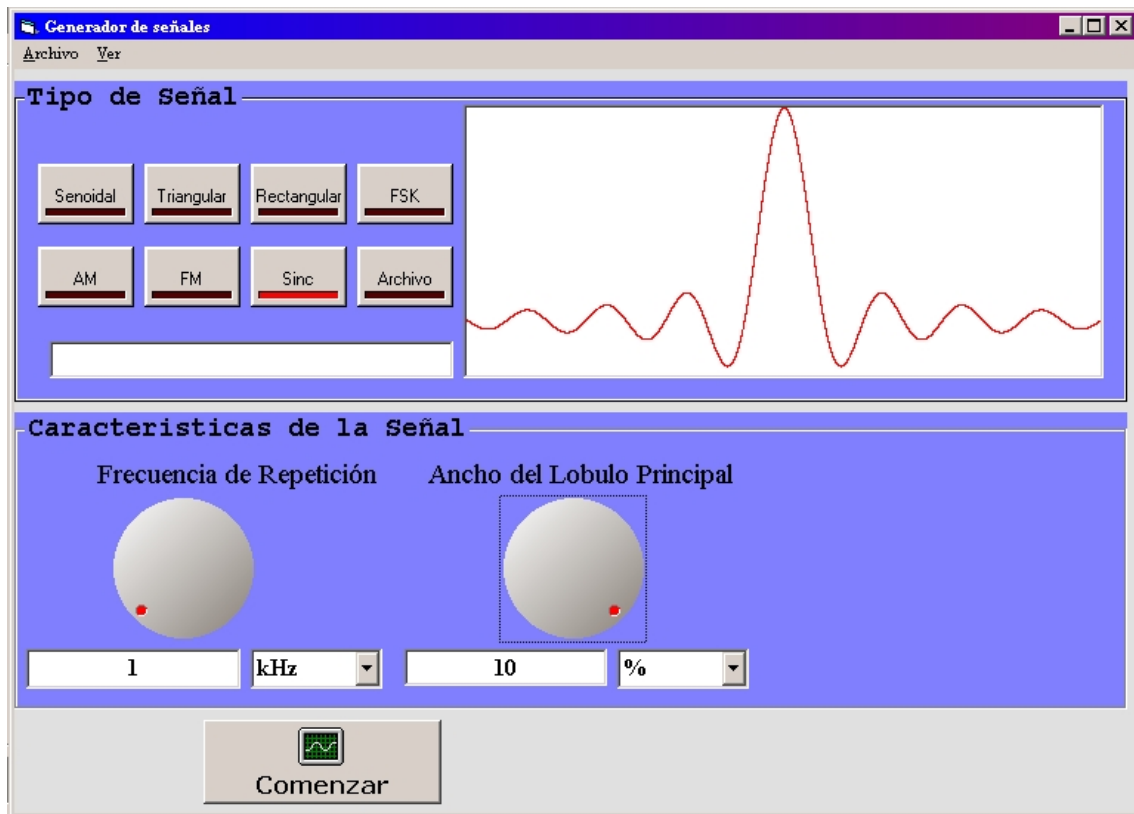 Generador de señales
Archivo Ver
Tipo de Señal
Senoidal Triangular Rectangular FSK
AM FM Sinc Archivo
Caracteristicas de la Señal
Frecuencia de Repetición Ancho del Lobulo Principal
1 kHz 10 %
Comenzar